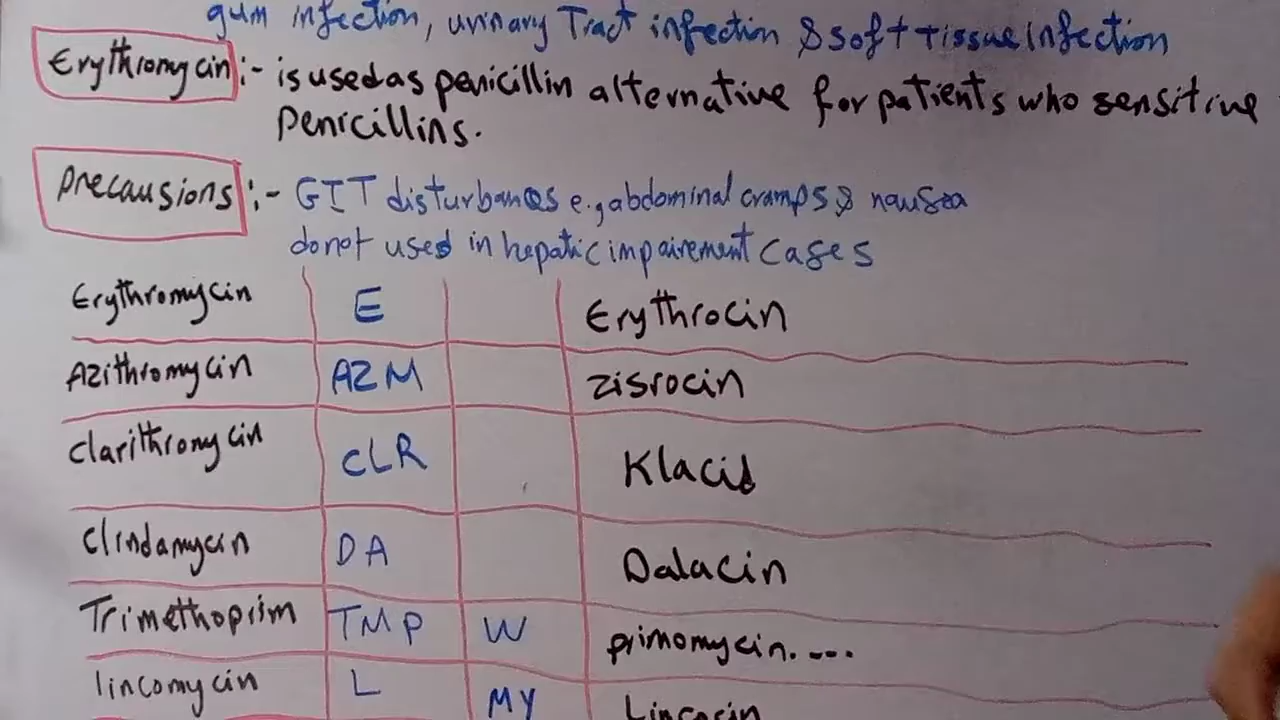 gum infection, urinary Tract infection & soft tissue infection
Erythromycin :- is used as penicillin alternative for patients who sensitive
penicillins.
precausions :- GIT disturbances e.g abdominal cramps & nausea
do not used in hepatic impairement cases
Erythromycin E Erythrocin
Azithromycin AZM zisrocin
Clarithromycin CLR Klacid
Clindamycin DA Dalacin
Trimethoprim TMP W primomycin....
lincomycin L MY Lincocin